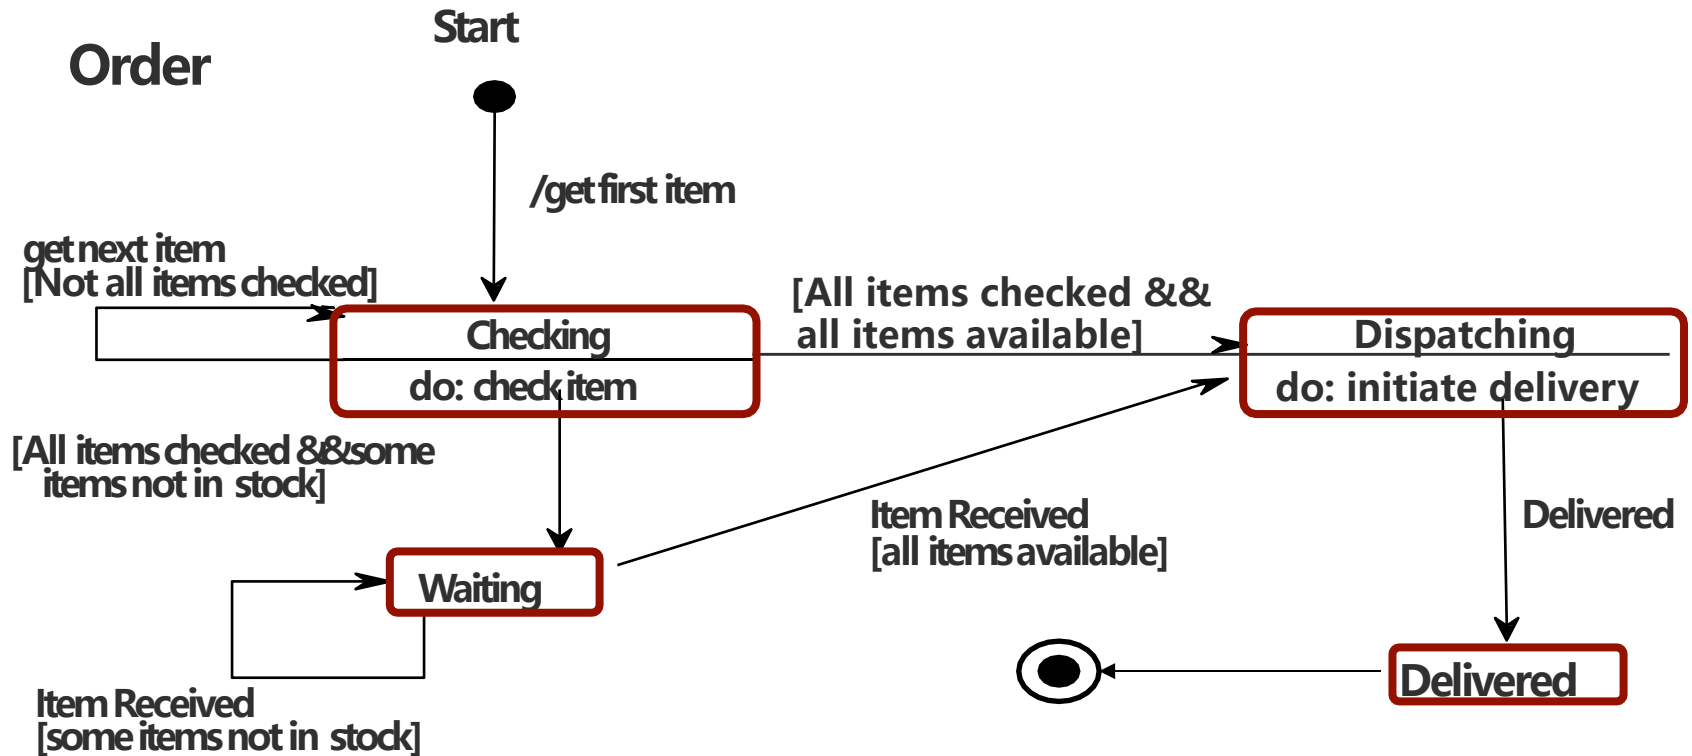 Order
Start
/get first item
get next item
[Not all items checked]
Checking
do: check item
[All items checked &&
all items available]
Dispatching
do: initiate delivery
[All items checked &&some
items not in stock]
Item Received
[all items available]
Delivered
Waiting
Item Received
[some items not in stock]
Delivered